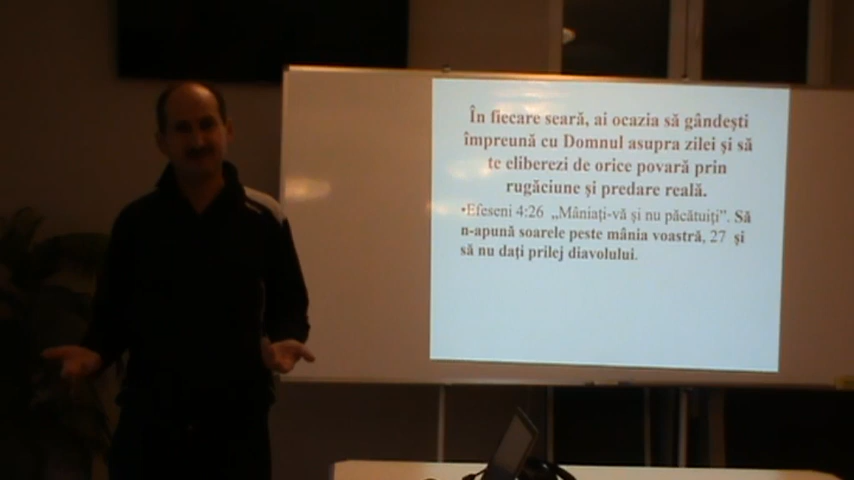 În fiecare seară, ai ocazia să gândești
împreună cu Domnul asupra zilei și să
te eliberezi de orice povară prin
rugăciune și predare reală.
•Efeseni 4:26 „Mâniați-vă și nu păcătuiți”. Să
n-apună soarele peste mânia voastră, 27 și
să nu dați prilej diavolului.